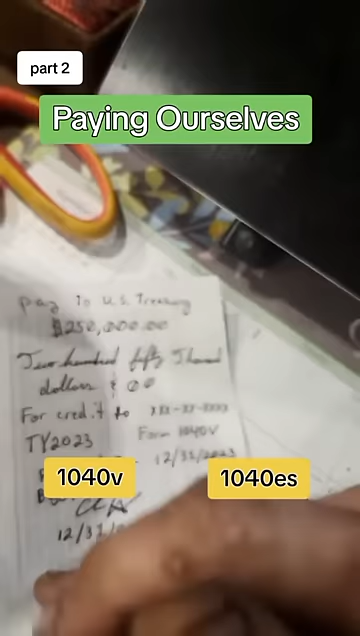 part 2
Paying Ourselves
Pay to U.S. Treasury
$250,000.00
Two hundred fifty Thousand
dollars & 00
For credit to
TY2023 Form 1040V
12/31/2023
1040v 1040es
12/31/